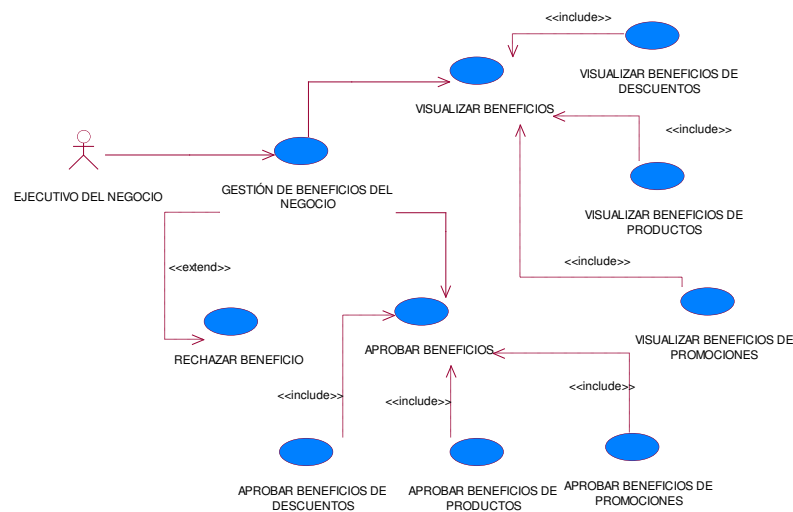 <<include>>
VISUALIZAR BENEFICIOS DE
DESCUENTOS
VISUALIZAR BENEFICIOS
<<include>>
EJECUTIVO DEL NEGOCIO
GESTIÓN DE BENEFICIOS DEL
NEGOCIO
VISUALIZAR BENEFICIOS DE
PRODUCTOS
<<extend>>
<<include>>
RECHAZAR BENEFICIO
APROBAR BENEFICIOS
VISUALIZAR BENEFICIOS DE
PROMOCIONES
<<include>>
<<include>>
<<include>>
APROBAR BENEFICIOS DE
DESCUENTOS
APROBAR BENEFICIOS DE
PRODUCTOS
APROBAR BENEFICIOS DE
PROMOCIONES